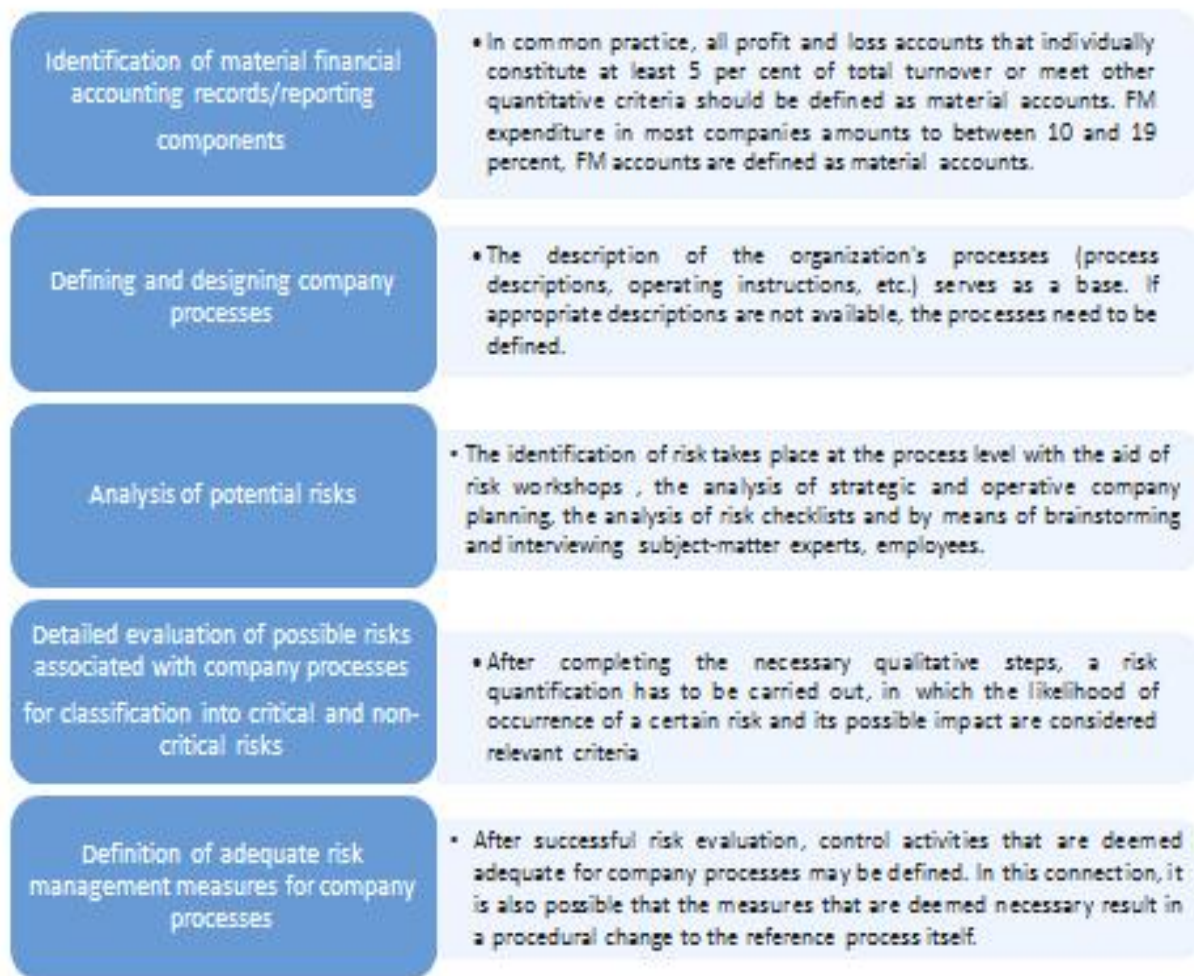 Identification of material financial
accounting records/reporting
components
• In common practice, all profit and loss accounts that individually
constitute at least 5 per cent of total turnover or meet other
quantitative criteria should be defined as material accounts. FM
expenditure in most companies amounts to between 10 and 19
percent, FM accounts are defined as material accounts.
Defining and designing company
processes
• The description of the organization's processes (process
descriptions, operating instructions, etc.) serves as a base. If
appropriate descriptions are not available, the processes need to be
defined.
Analysis of potential risks
• The identification of risk takes place at the process level with the aid of
risk workshops , the analysis of strategic and operative company
planning, the analysis of risk checklists and by means of brainstorming
and interviewing subject-matter experts, employees.
Detailed evaluation of possible risks
associated with company processes
for classification into critical and non-
critical risks
• After completing the necessary qualitative steps, a risk
quantification has to be carried out, in which the likelihood of
occurrence of a certain risk and its possible impact are considered
relevant criteria
Definition of adequate risk
management measures for company
processes
• After successful risk evaluation, control activities that are deemed
adequate for company processes may be defined. In this connection, it
is also possible that the measures that are deemed necessary result in
a procedural change to the reference process itself.